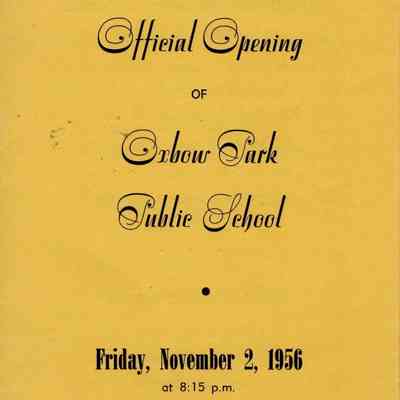 Official Opening
OF
Oxbow Park
Public School
Friday, November 2, 1956
at 8:15 p.m.